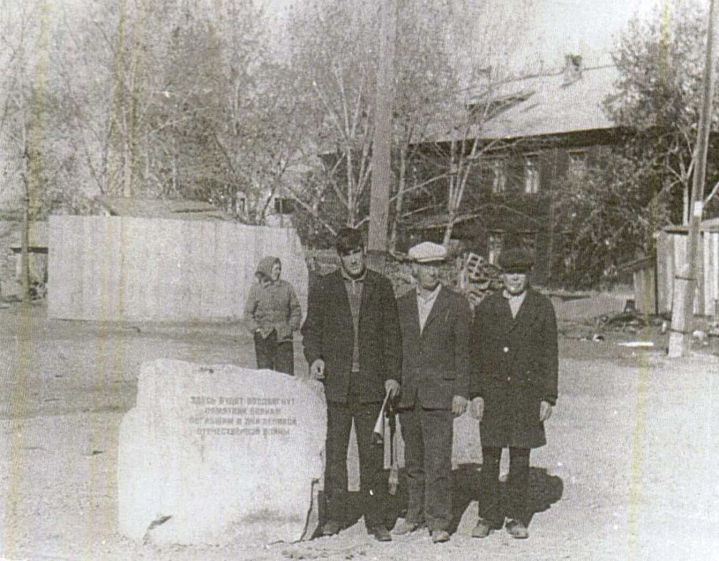 ЗДЕСЬ БУДЕТ ВОЗДВИГНУТ
ПАМЯТНИК ВОИНАМ
ПОГИБШИМ В ДНИ ВЕЛИКОЙ
ОТЕЧЕСТВЕННОЙ ВОЙНЫ